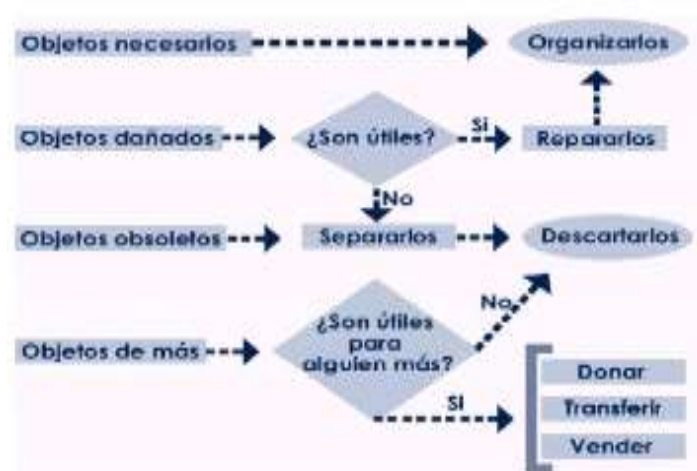 Objetos necesarios
Organizarlos
Objetos dañados
¿Son útiles?
Si
Repararlos
No
Objetos obsoletos
Separarlos
Descartarlos
Objetos de más
¿Son útiles
para
alguien más?
No
SI
Donar
Transferir
Vender